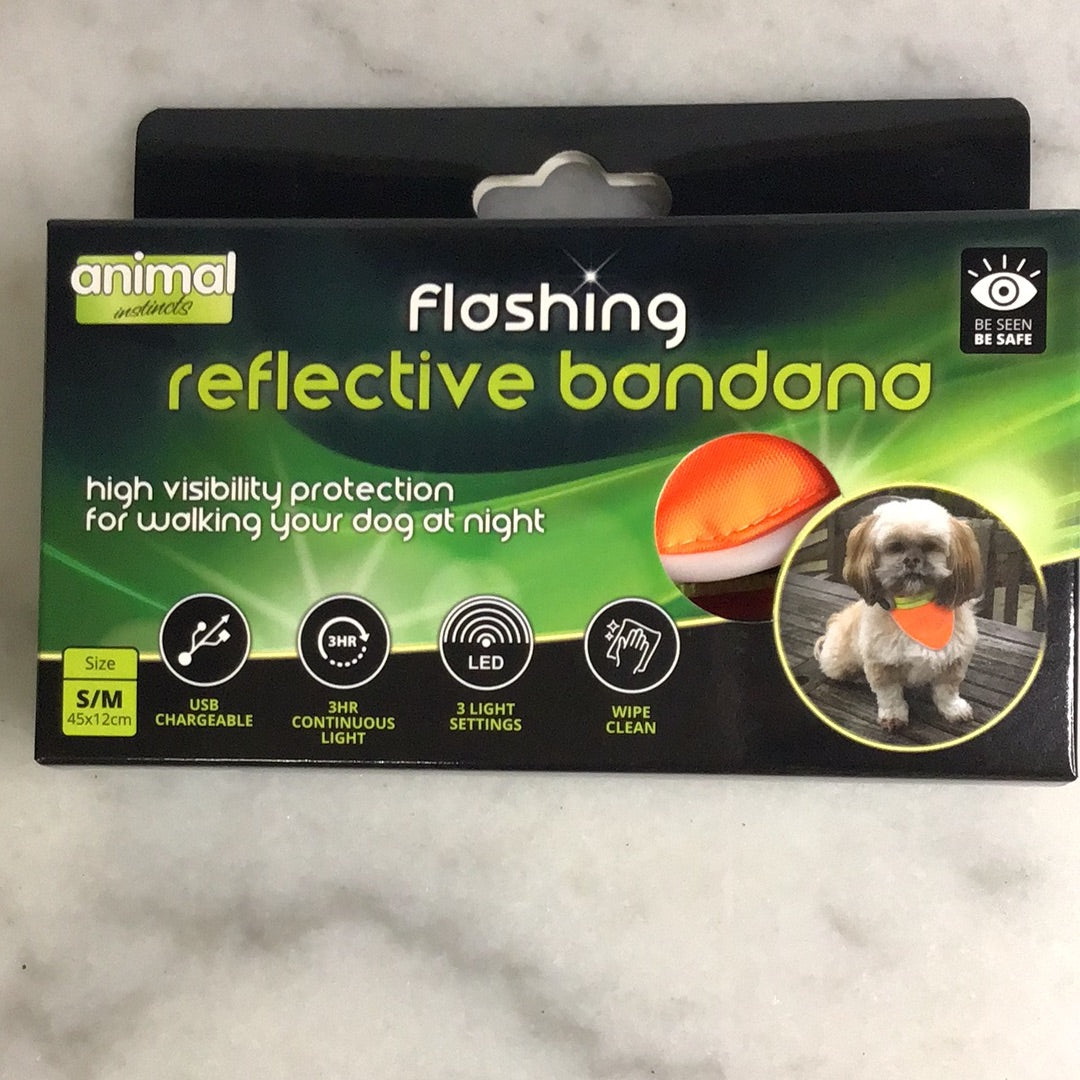 animal
instincts
flashing
reflective bandana
BE SEEN
BE SAFE
high visibility protection
for walking your dog at night
3HR
LED
Size
S/M
45x12cm
USB
CHARGEABLE
3HR
CONTINUOUS
LIGHT
3 LIGHT
SETTINGS
WIPE
CLEAN